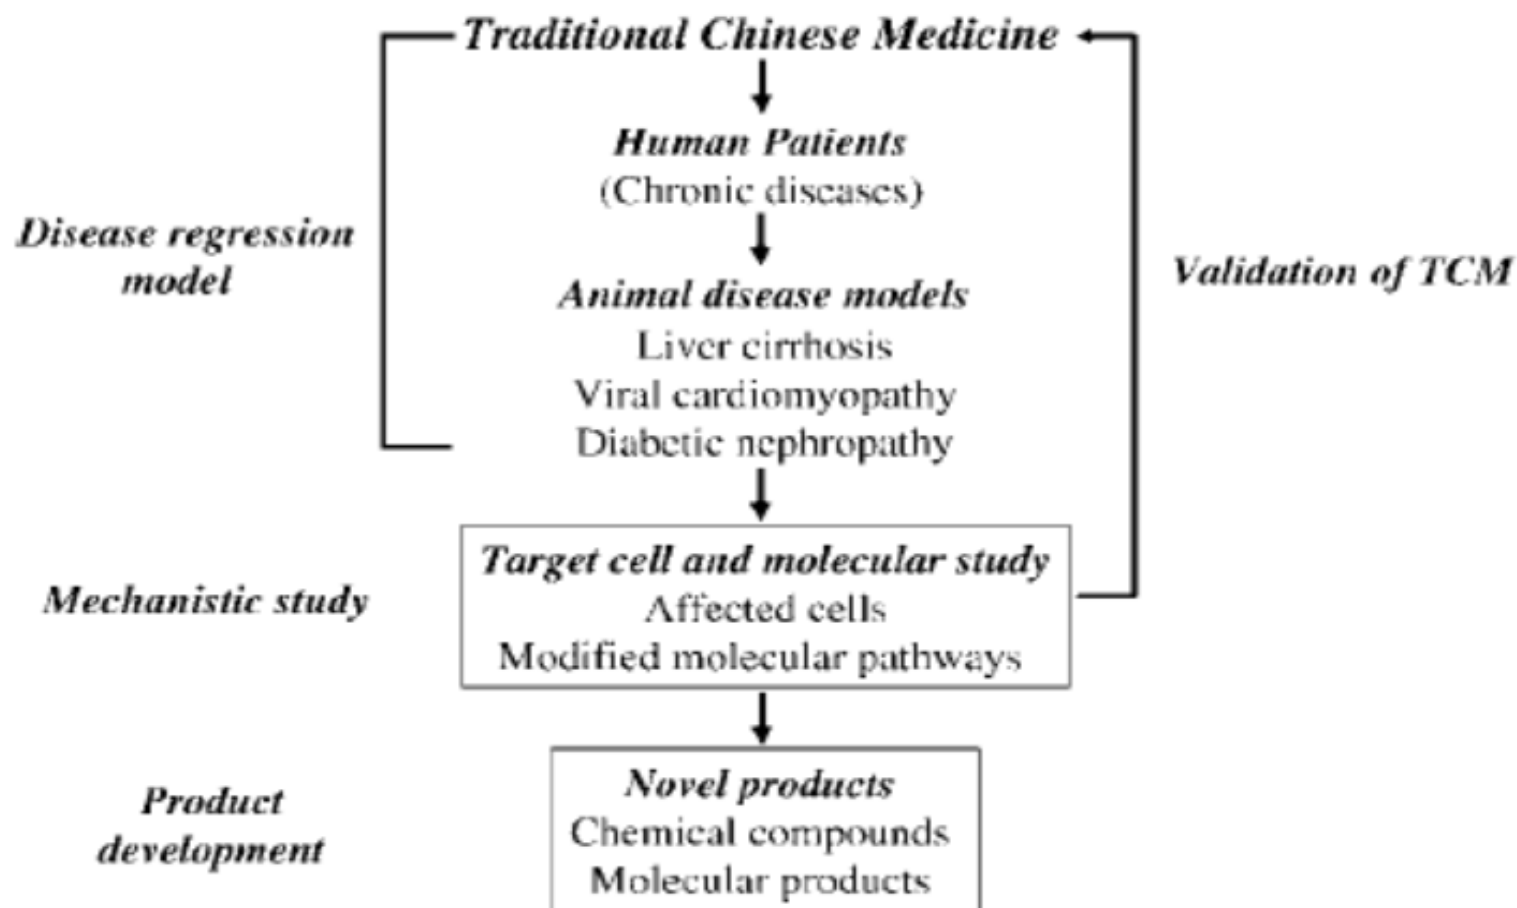 Traditional Chinese Medicine
Human Patients
(Chronic diseases)
Disease regression
model
Animal disease models
Liver cirrhosis
Viral cardiomyopathy
Diabetic nephropathy
Validation of TCM
Mechanistic study
Target cell and molecular study
Affected cells
Modified molecular pathways
Product
development
Novel products
Chemical compounds
Molecular products